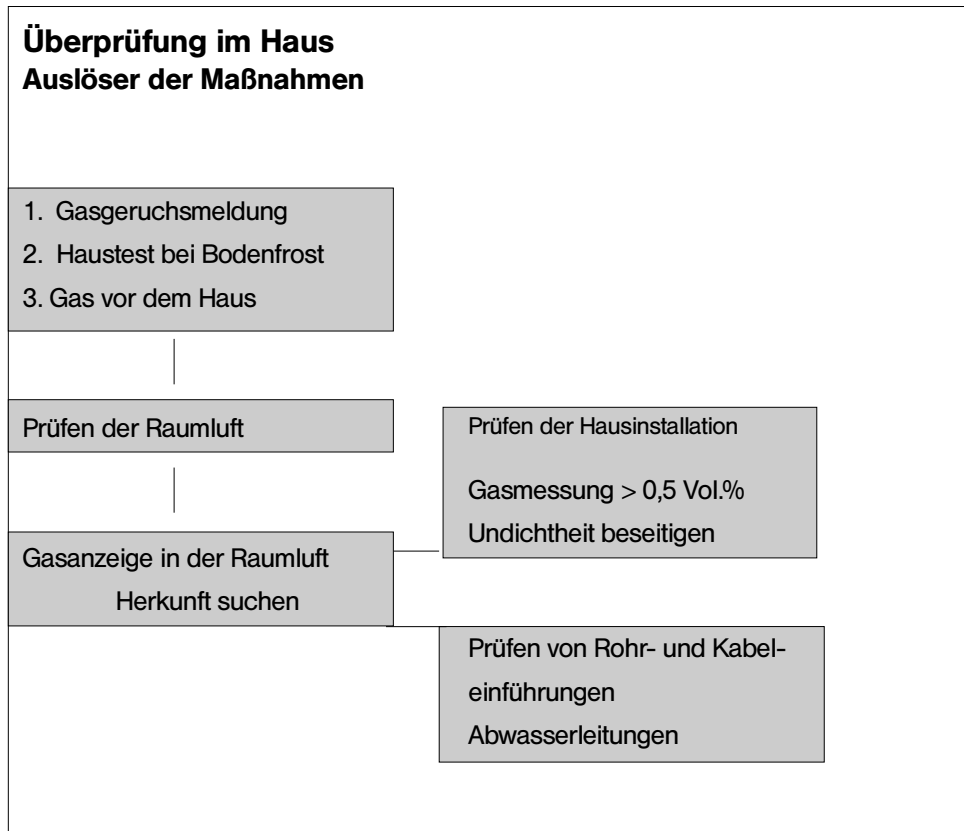 Überprüfung im Haus
Auslöser der Maßnahmen
1. Gasgeruchsmeldung
2. Haustest bei Bodenfrost
3. Gas vor dem Haus
Prüfen der Raumluft
Gasanzeige in der Raumluft
Herkunft suchen
Prüfen der Hausinstallation
Gasmessung > 0,5 Vol.%
Undichtheit beseitigen
Prüfen von Rohr- und Kabel-
einführungen
Abwasserleitungen